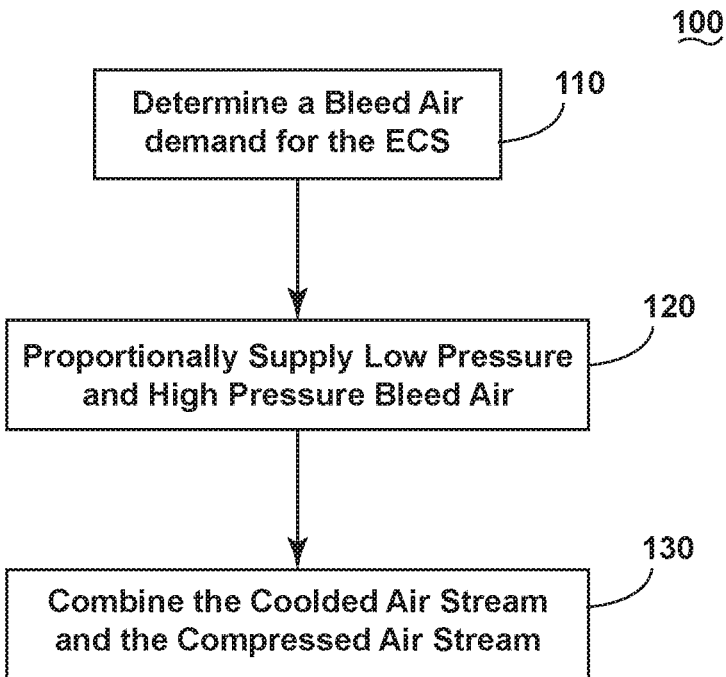 100
Determine a Bleed Air
demand for the ECS
110
Proportionally Supply Low Pressure
and High Pressure Bleed Air
120
Combine the Coolded Air Stream
and the Compressed Air Stream
130